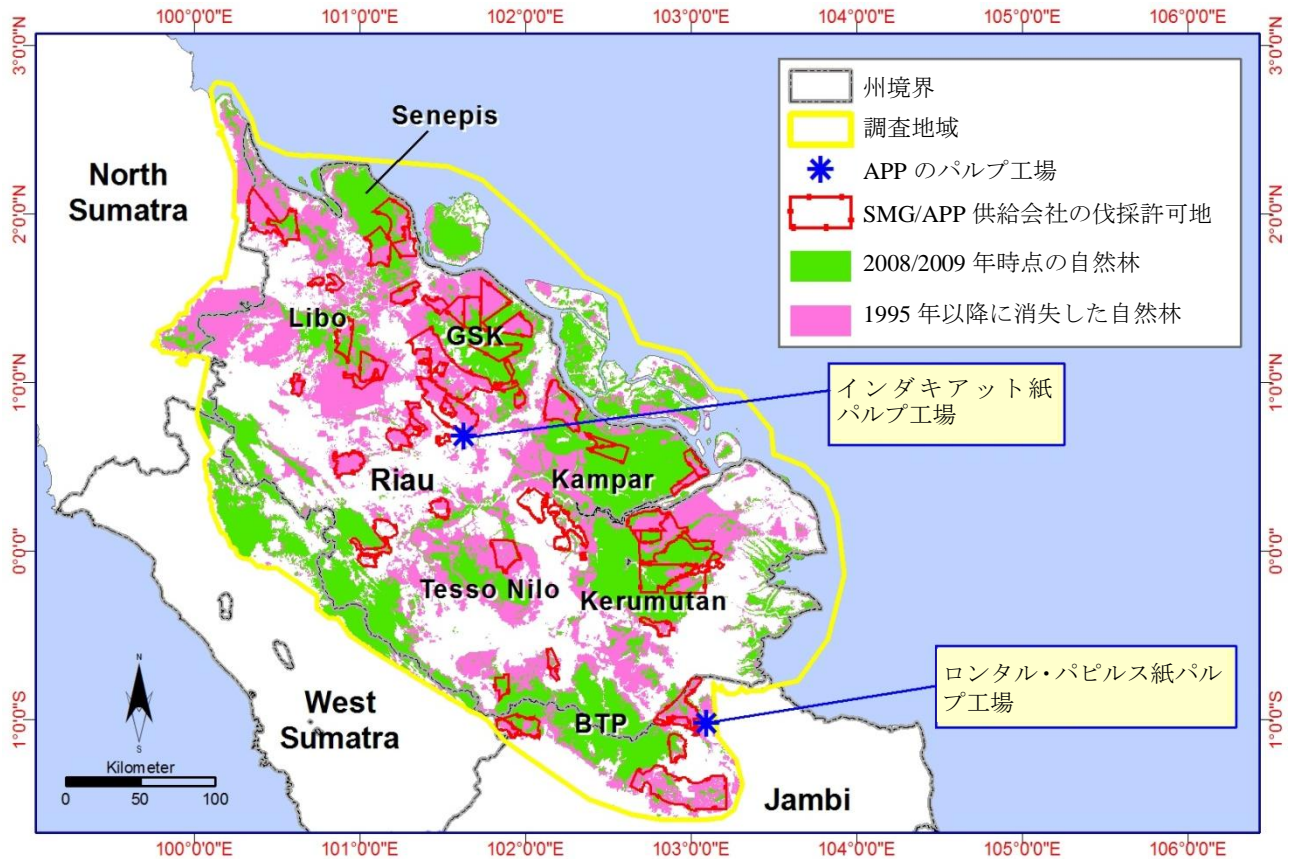 100°0'0"E 101°0'0"E 102°0'0"E 103°0'0"E 104°0'0"E 105°0'0"E 106°0'0"E
3°0'0"N
2°0'0"N
1°0'0"N
0°0'0"
1°0'0"S
3°0'0"N
2°0'0"N
1°0'0"N
0°0'0"
1°0'0"S
州境界
調査地域
APP のパルプ工場
SMG/APP 供給会社の伐採許可地
2008/2009 年時点の自然林
1995 年以降に消失した自然林
Senepis
North
Sumatra
Libo
GSK
インダキアット紙
パルプ工場
Riau
Kampar
Tesso Nilo
Kerumutan
ロンタル・パピルス紙パル
プ工場
West
Sumatra
BTP
Jambi
N
S
Kilometer
0 50 100
100°0'0"E 101°0'0"E 102°0'0"E 103°0'0"E 104°0'0"E 105°0'0"E 106°0'0"E